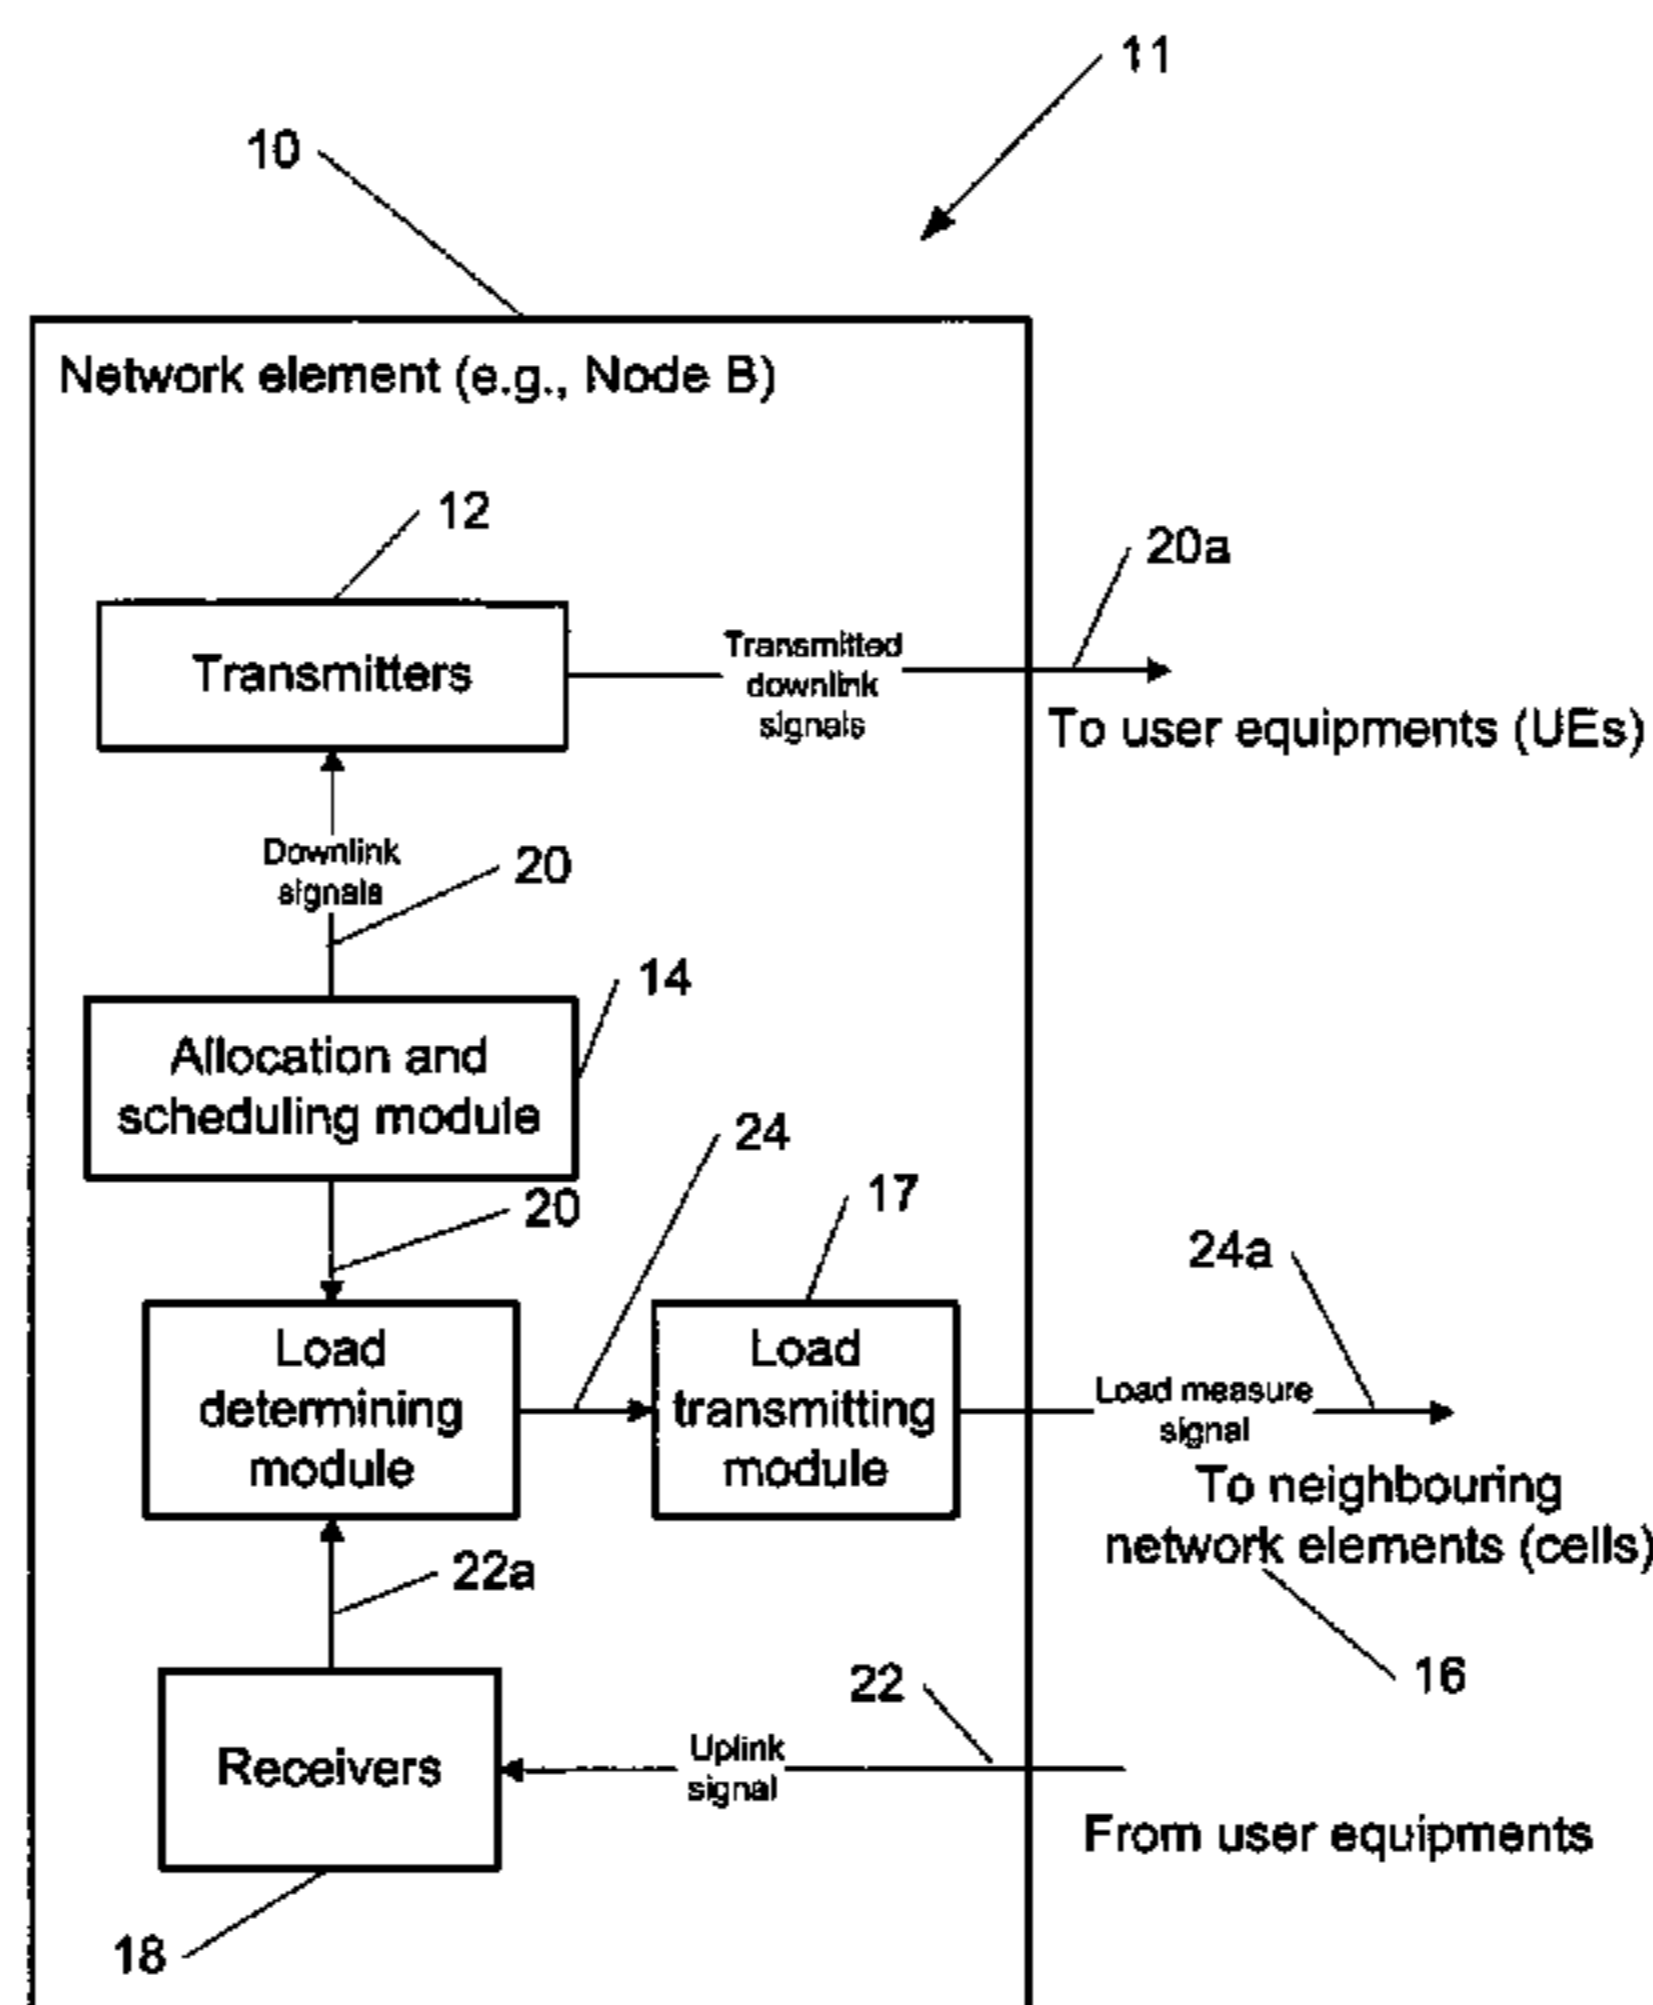 11
10
Network element (e.g., Node B)
12
20a
Transmitters
Transmitted
downlink
signals
To user equipments (UEs)
Downlink
signals
20
14
Allocation and
scheduling module
24
20
17
24a
Load
determining
module
Load
transmitting
module
Load measure
signal
To neighbouring
network elements (cells)
22a
16
22
Receivers
Uplink
signal
From user equipments
18